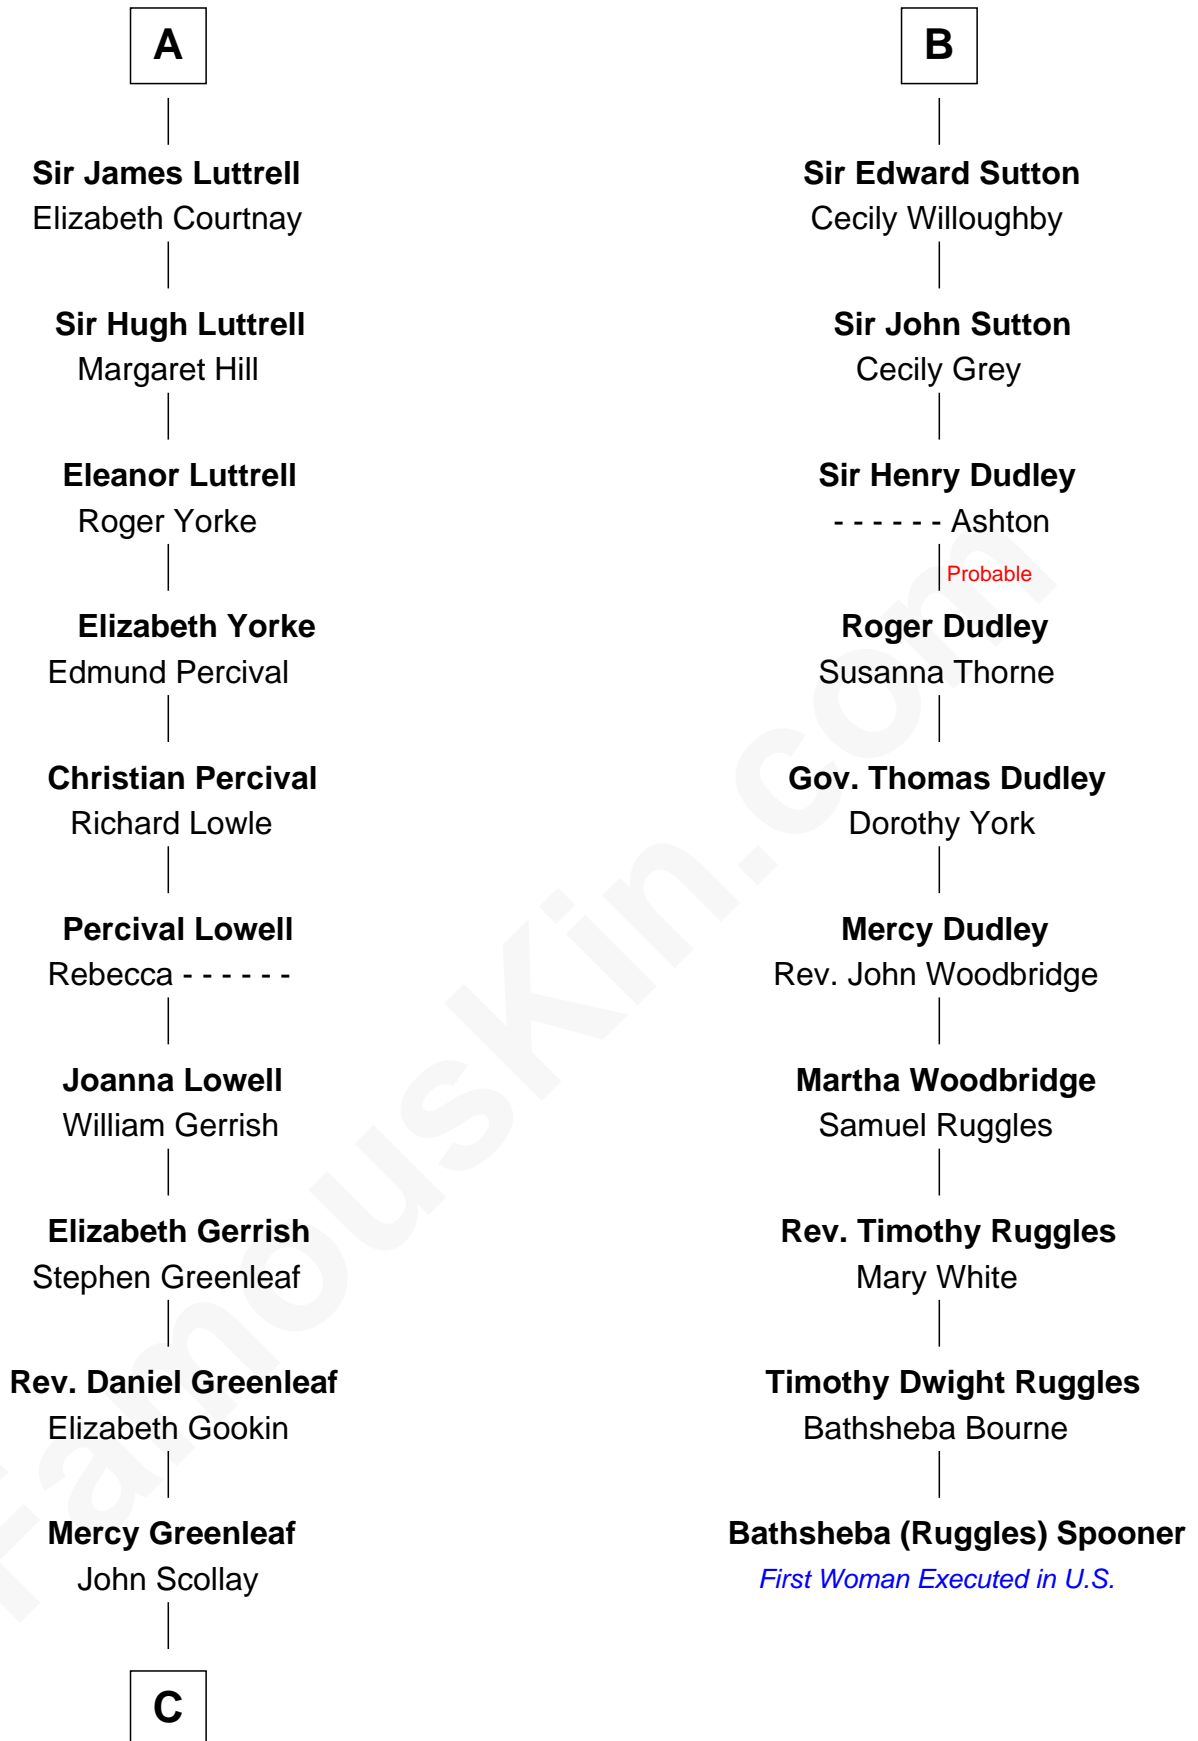 A
Sir James Luttrell
Elizabeth Courtnay
Sir Hugh Luttrell
Margaret Hill
Eleanor Luttrell
Roger Yorke
Elizabeth Yorke
Edmund Percival
Christian Percival
Richard Lowle
Percival Lowell
Rebecca - - - - - -
Joanna Lowell
William Gerrish
Elizabeth Gerrish
Stephen Greenleaf
Rev. Daniel Greenleaf
Elizabeth Gookin
Mercy Greenleaf
John Scollay
C
B
Sir Edward Sutton
Cecily Willoughby
Sir John Sutton
Cecily Grey
Sir Henry Dudley
- - - - - - Ashton
Probable
Roger Dudley
Susanna Thorne
Gov. Thomas Dudley
Dorothy York
Mercy Dudley
Rev. John Woodbridge
Martha Woodbridge
Samuel Ruggles
Rev. Timothy Ruggles
Mary White
Timothy Dwight Ruggles
Bathsheba Bourne
Bathsheba (Ruggles) Spooner
First Woman Executed in U.S.
FamousKin.com